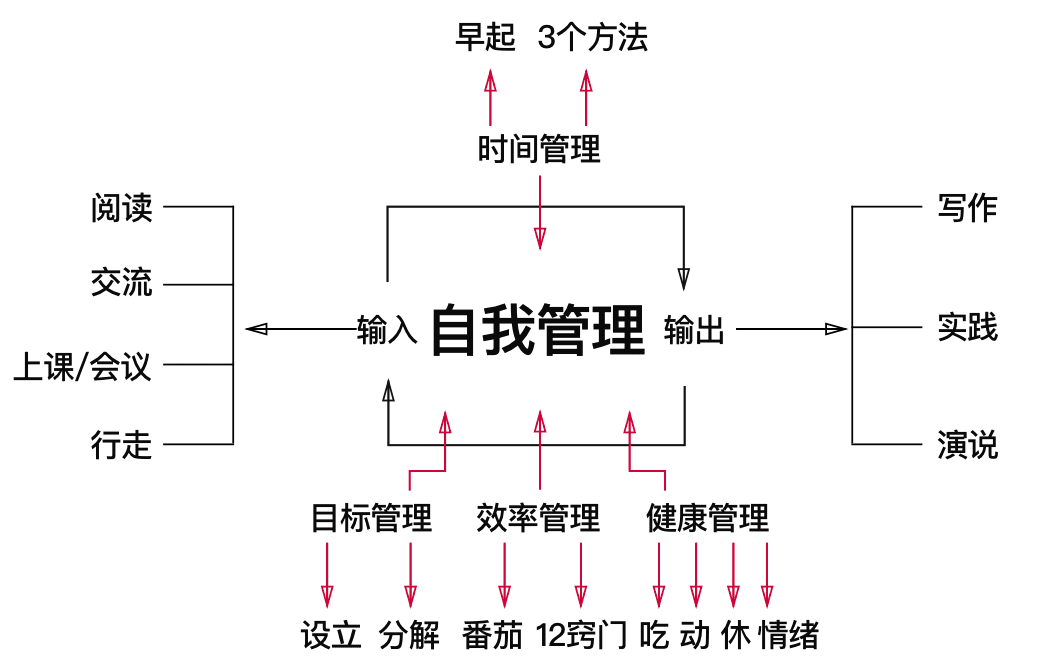 早起 3个方法
时间管理
阅读
交流
上课/会议
行走
输入
自我管理
输出
写作
实践
演说
目标管理
效率管理
健康管理
设立
分解
番茄
12窍门
吃
动
休
情绪